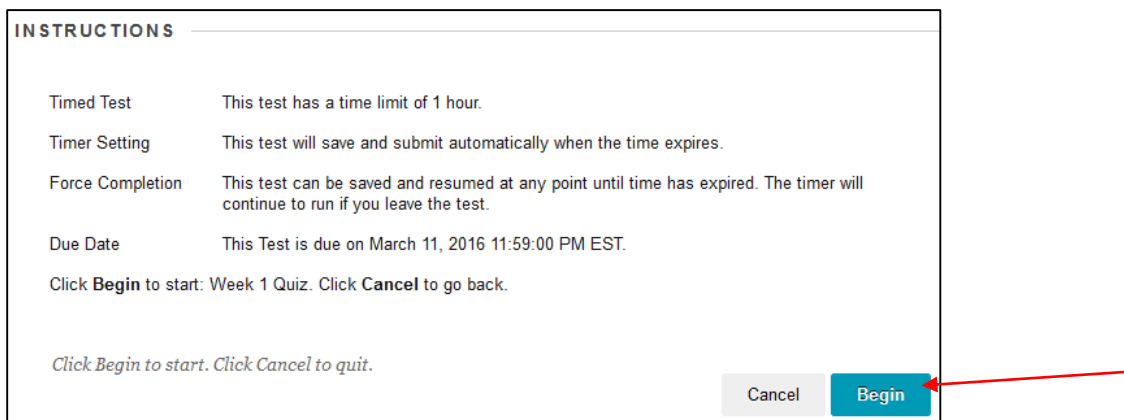 INSTRUCTIONS
Timed Test This test has a time limit of 1 hour.
Timer Setting This test will save and submit automatically when the time expires.
Force Completion This test can be saved and resumed at any point until time has expired. The timer will
continue to run if you leave the test.
Due Date This Test is due on March 11, 2016 11:59:00 PM EST.
Click Begin to start: Week 1 Quiz. Click Cancel to go back.
Click Begin to start. Click Cancel to quit.
Cancel Begin